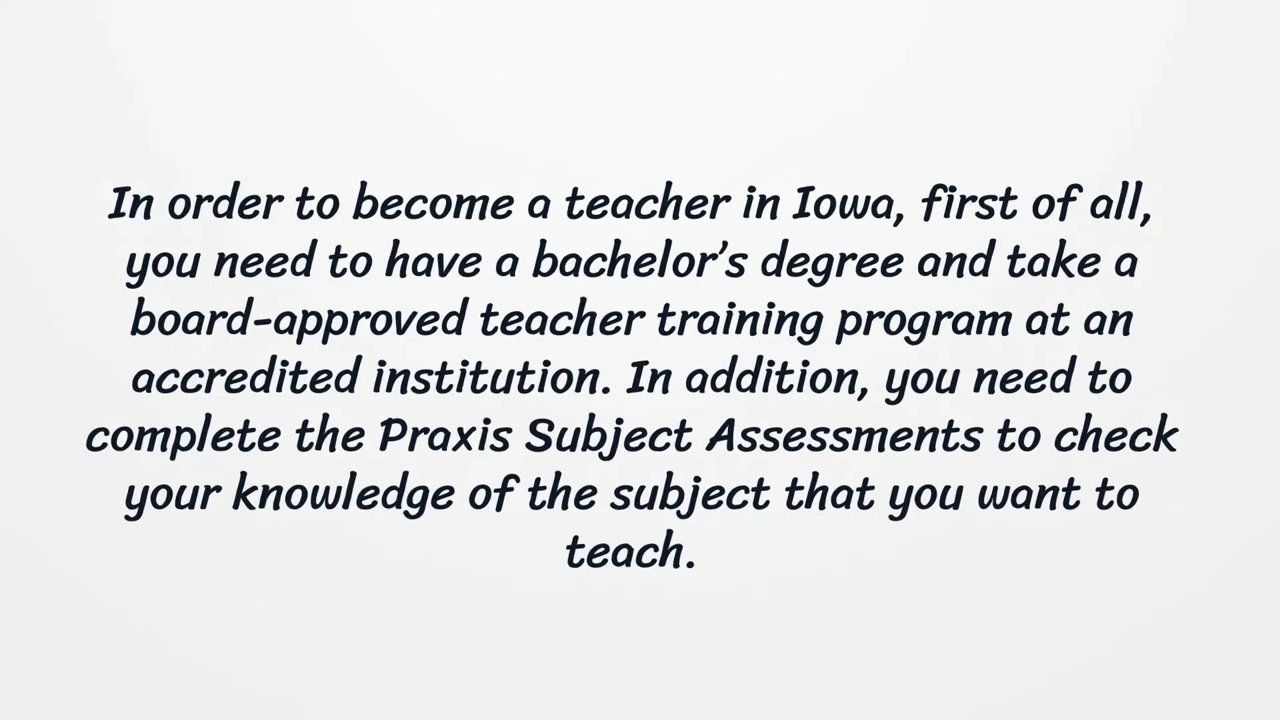 In order to become a teacher in Iowa, first of all,
you need to have a bachelor’s degree and take a
board-approved teacher training program at an
accredited institution. In addition, you need to
complete the Praxis Subject Assessments to check
your knowledge of the subject that you want to
teach.